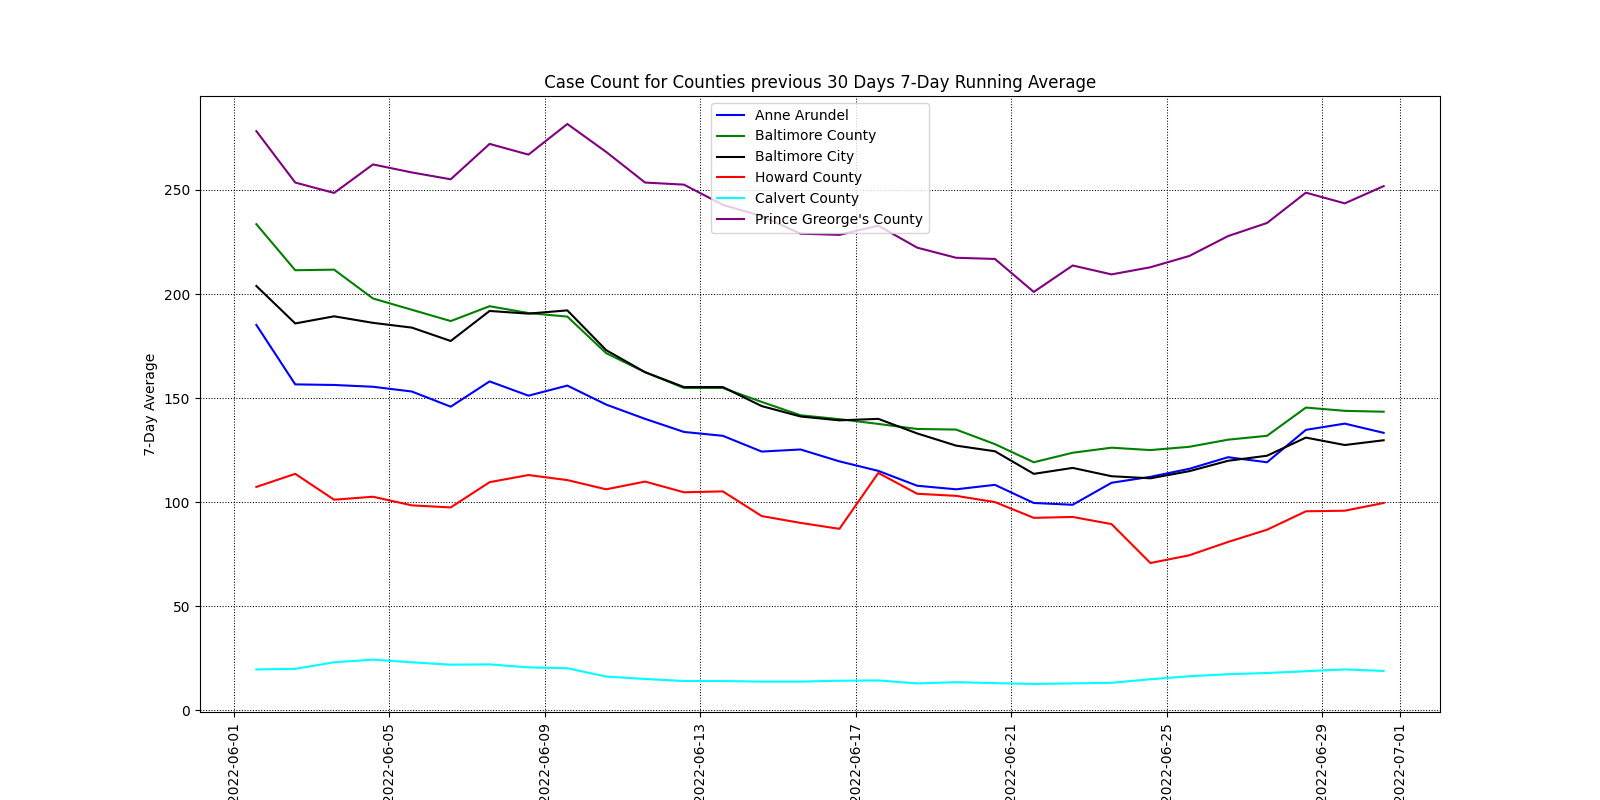 Case Count for Counties previous 30 Days 7-Day Running Average
Anne Arundel
Baltimore County
Baltimore City
Howard County
Calvert County
Prince Greorge's County
7-Day Average
250
200
150
100
50
0
2022-06-01
2022-06-05
2022-06-09
2022-06-13
2022-06-17
2022-06-21
2022-06-25
2022-06-29
2022-07-01